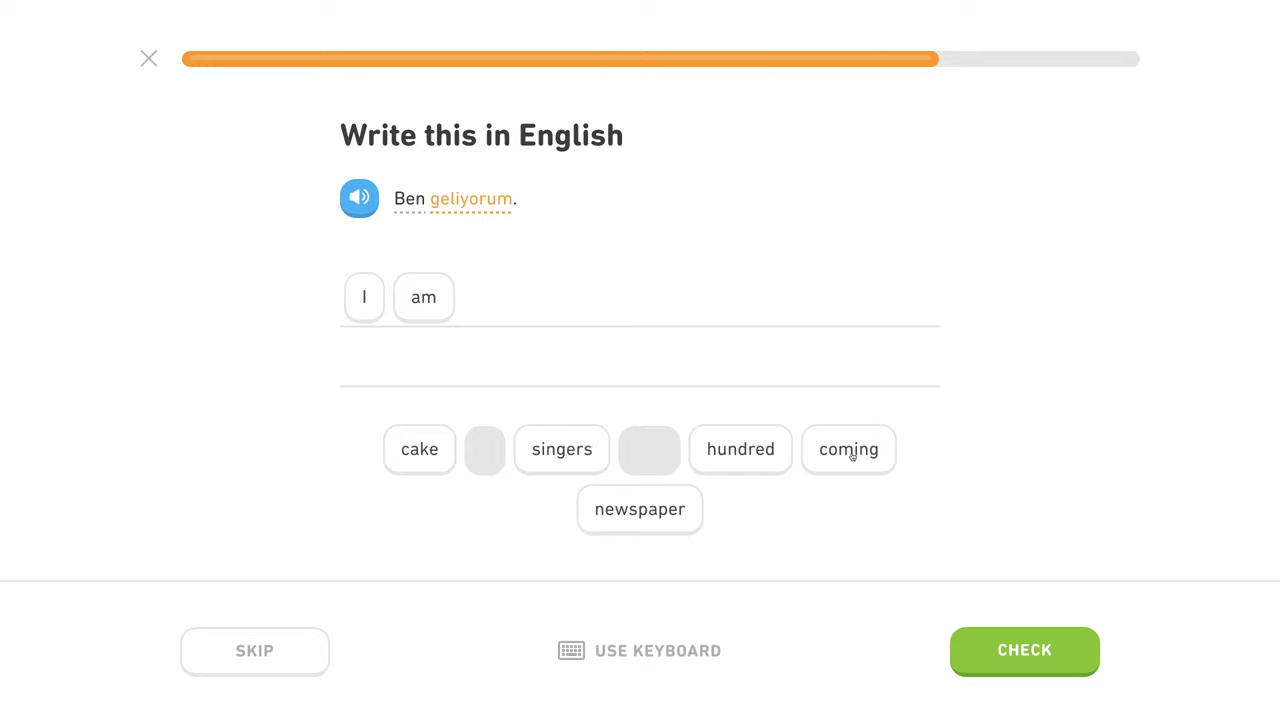 Write this in English
Ben geliyorum.
I am
cake singers hundred coming
newspaper
SKIP USE KEYBOARD CHECK